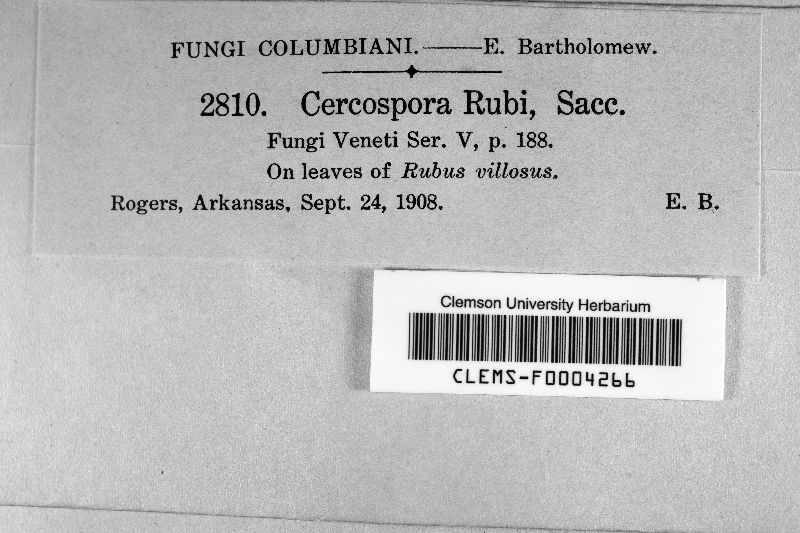 FUNGI COLUMBIANI.——E. Bartholomew.
2810. Cercospora Rubi, Sacc.
Fungi Veneti Ser. V, p. 188.
On leaves of Rubus villosus.
Rogers, Arkansas, Sept. 24, 1908. E. B.
Clemson University Herbarium
CLEMS-F0004266